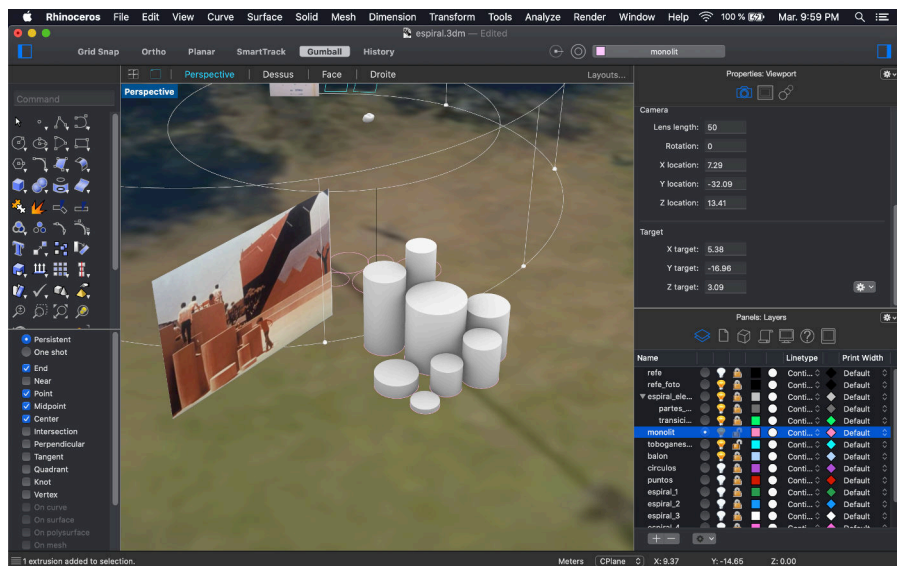 Rhinoceros File Edit View Curve Surface Solid Mesh Dimension Transform Tools Analyze Render Window Help 100 % Mar. 9:59 PM
espiral.3dm — Edited
Grid Snap Ortho Planar SmartTrack Gumball History monolit
Perspective Dessus Face Droite Layouts...
Properties: Viewport
Perspective
Command
Camera
Lens length: 50
Rotation: 0
X location: 7.29
Y location: -32.09
Z location: 13.41
Target
X target: 5.38
Y target: -16.96
Z target: 3.09
Panels: Layers
Persistent
One shot
End
Near
Point
Midpoint
Center
Intersection
Perpendicular
Tangent
Quadrant
Knot
Vertex
On curve
On surface
On polysurface
On mesh
Name Linetype Print Width
refe Conti... Default
refe_foto Conti... Default
espiral_ele... Conti... Default
partes_... Conti... Default
transici... Conti... Default
monolit Conti... Default
toboganes... Conti... Default
balon Conti... Default
circulos Conti... Default
puntos Conti... Default
espiral_1 Conti... Default
espiral_2 Conti... Default
espiral_3 Conti... Default
espiral_4 Conti... Default
1 extrusion added to selection.
Meters CPlane X: 9.37 Y: -14.65 Z: 0.00